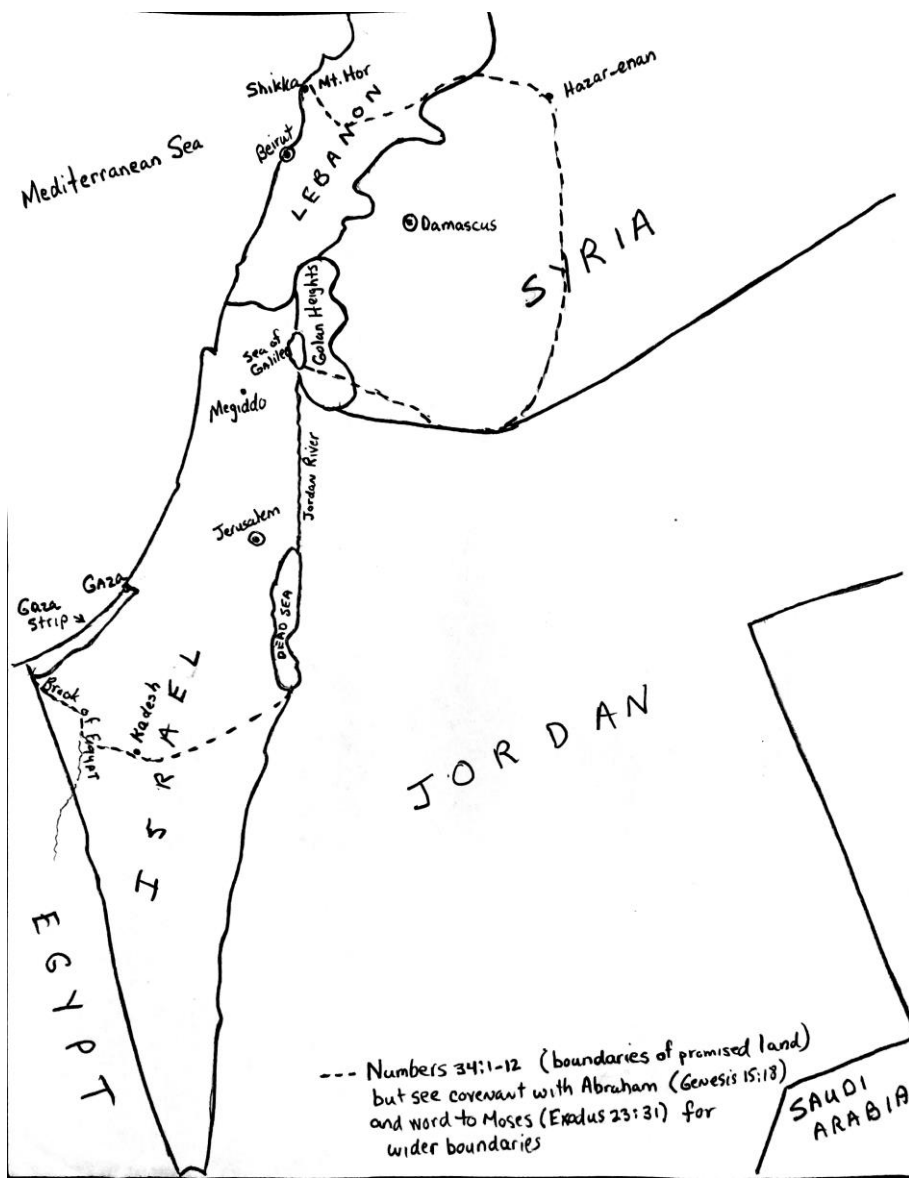 Shikka
Mt. Hor
Hazar-enan
Beirut
Mediterranean Sea
LEBANON
Damascus
SYRIA
Golan Heights
Sea of
Galilee
Megiddo
Jordan River
Jerusalem
GAZA
Gaza
Strip
DEAD SEA
Brook of Egypt
Kadesh
ISRAEL
JORDAN
EGYPT
--- Numbers 34:1-12 (boundaries of promised land)
but see covenant with Abraham (Genesis 15:18)
and word to Moses (Exodus 23:31) for
wider boundaries
SAUDI
ARABIA